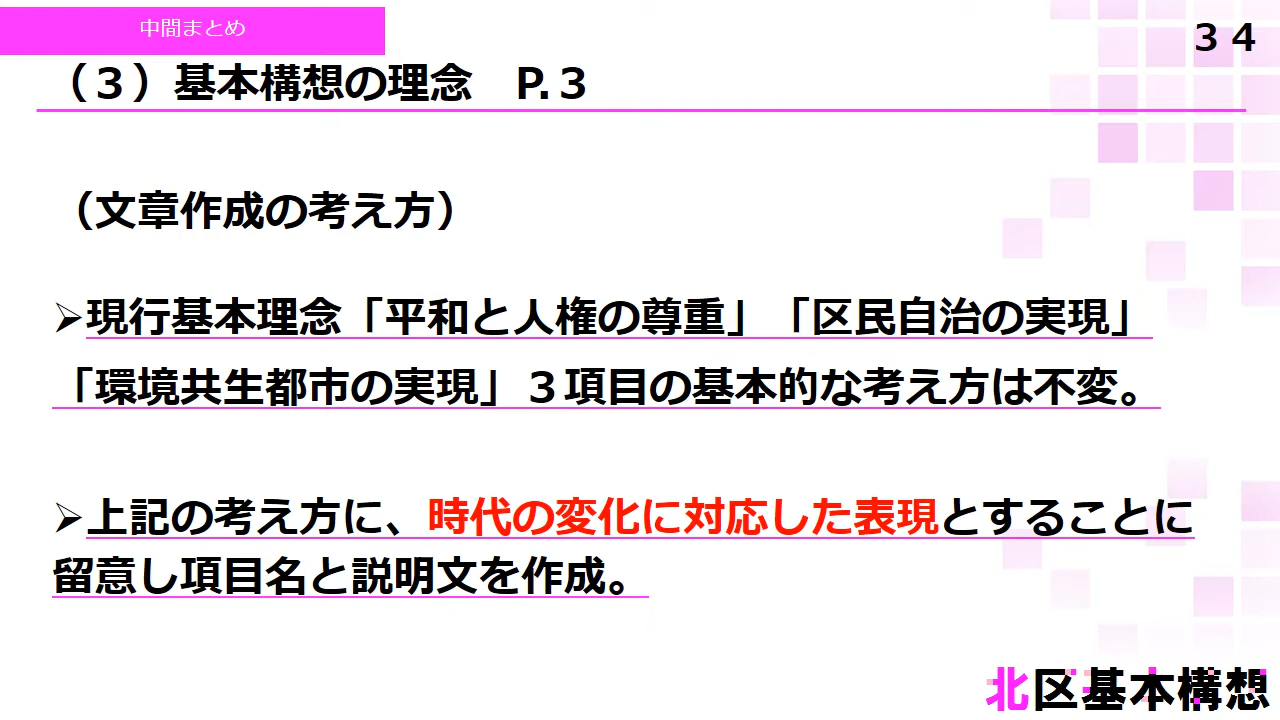 中間まとめ
３４
（３）基本構想の理念　P.３
（文章作成の考え方）
➢現行基本理念「平和と人権の尊重」「区民自治の実現」
「環境共生都市の実現」３項目の基本的な考え方は不変。
➢上記の考え方に、時代の変化に対応した表現とすることに
留意し項目名と説明文を作成。
北区基本構想